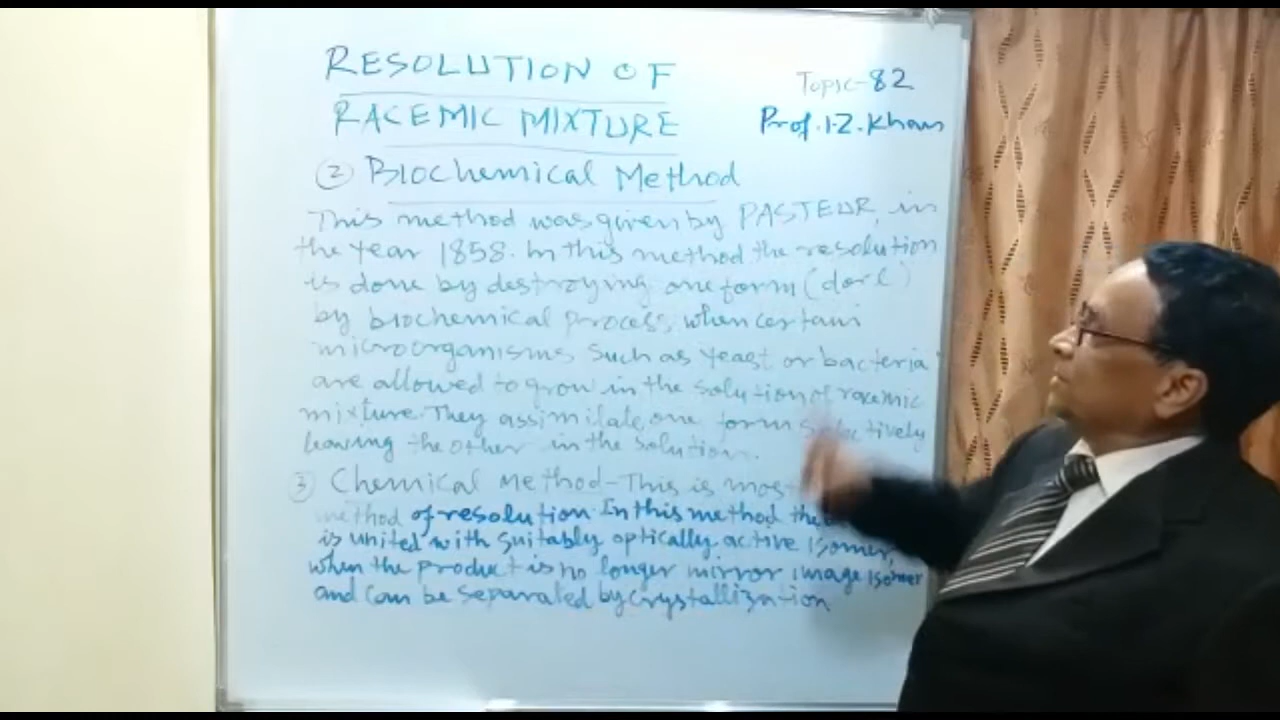 RESOLUTION OF
RACEMIC MIXTURE
Topic-82
Prof. I.Z. Khan
② Biochemical Method
This method was given by PASTEUR, in
the year 1858. In this method the resolution
is done by destroying one form (d or l)
by biochemical process, when certain
microorganisms such as yeast or bacteria
are allowed to grow in the solution of racemic
mixture. They assimilate one form selectively
leaving the other in the solution.
③ Chemical Method - This is most
method of resolution In this method the
is united with suitably optically active isomer,
when the product is no longer mirror image isomer
and can be separated by crystallization